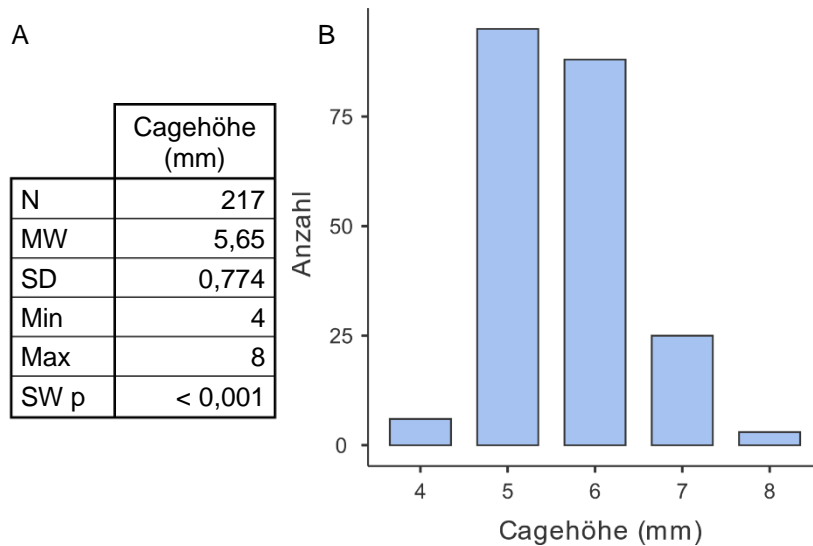 A
Cagehöhe
(mm)
N 217
MW 5,65
SD 0,774
Min 4
Max 8
SW p < 0,001
B
Anzahl
75
50
25
0
4 5 6 7 8
Cagehöhe (mm)